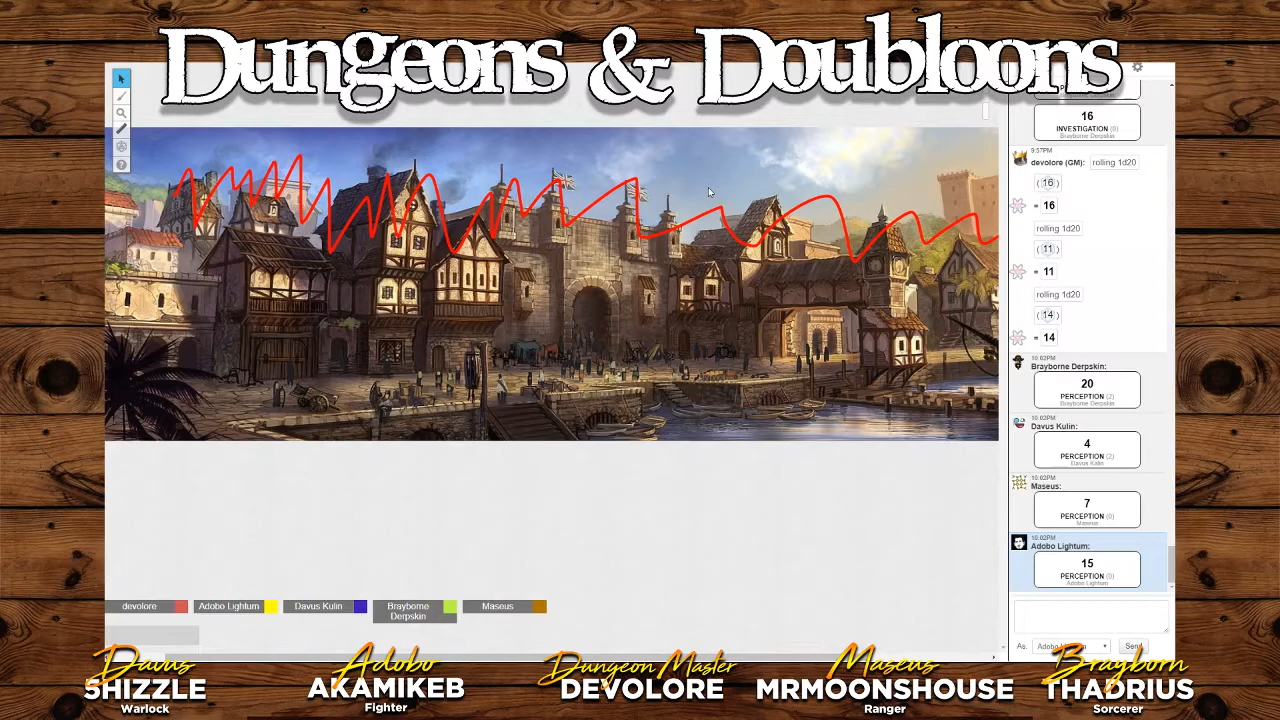 Dungeons & Doubloons
16
INVESTIGATION (0)
Brayborne Derpskin
9:57PM
devolore (GM): rolling 1d20
(16)
= 16
rolling 1d20
(11)
= 11
rolling 1d20
(14)
= 14
10:02PM
Brayborne Derpskin:
20
PERCEPTION (2)
Brayborne Derpskin
10:02PM
Davus Kulin:
4
PERCEPTION (2)
Davus Kulin
10:02PM
Maseus:
7
PERCEPTION (0)
Maseus
10:02PM
Adobo Lightum:
15
PERCEPTION (0)
Adobo Lightum
devolore
Adobo Lightum
Davus Kulin
Brayborne
Derpskin
Maseus
As:
Send
Davus
SHIZZLE
Warlock
Adobo
AKAMIKEB
Fighter
Dungeon Master
DEVOLORE
Maseus
MRMOONSHOUSE
Ranger
Brayborn
THADRIUS
Sorcerer